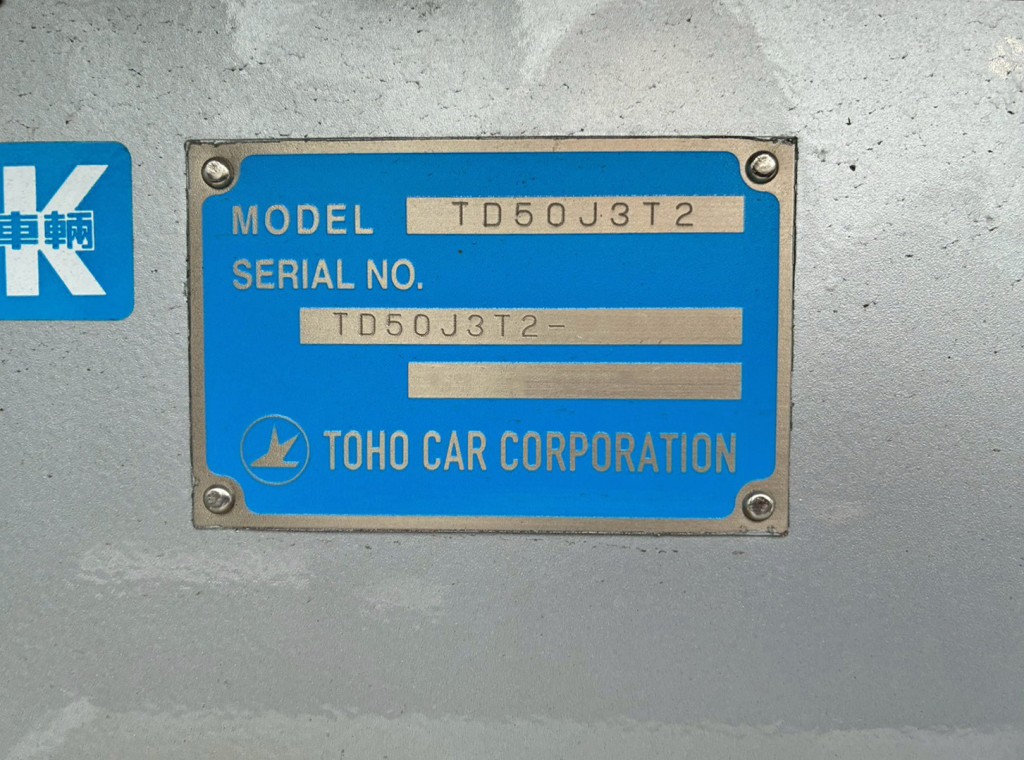 K
車輌
MODEL TD50J3T2
SERIAL NO.
TD50J3T2-
TOHO CAR CORPORATION